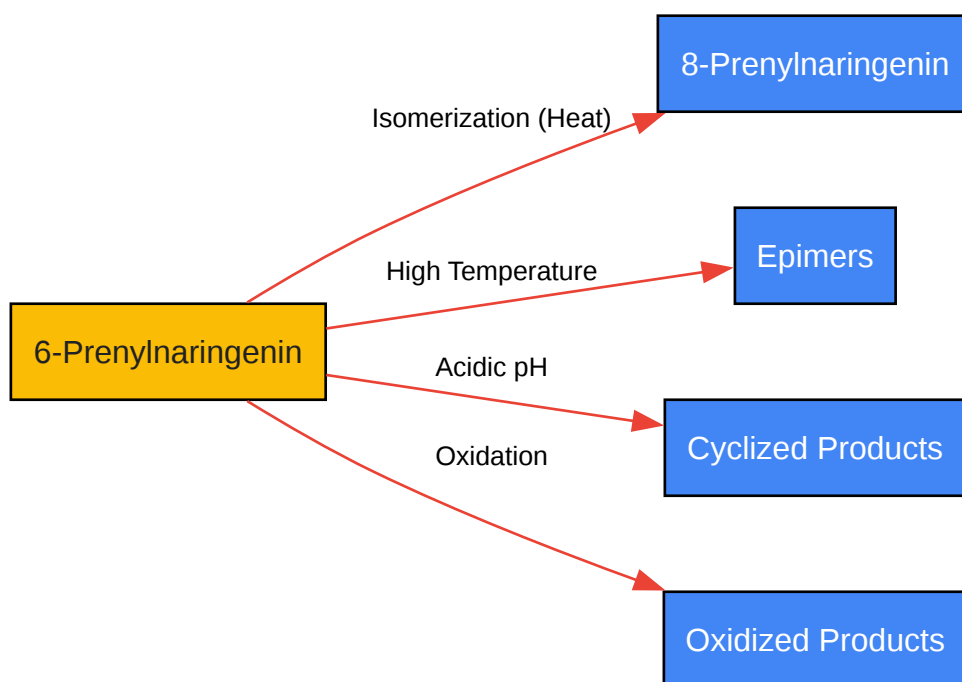 8-Prenylnaringenin
Isomerization (Heat)
Epimers
High Temperature
6-Prenylnaringenin
Acidic pH
Cyclized Products
Oxidation
Oxidized Products